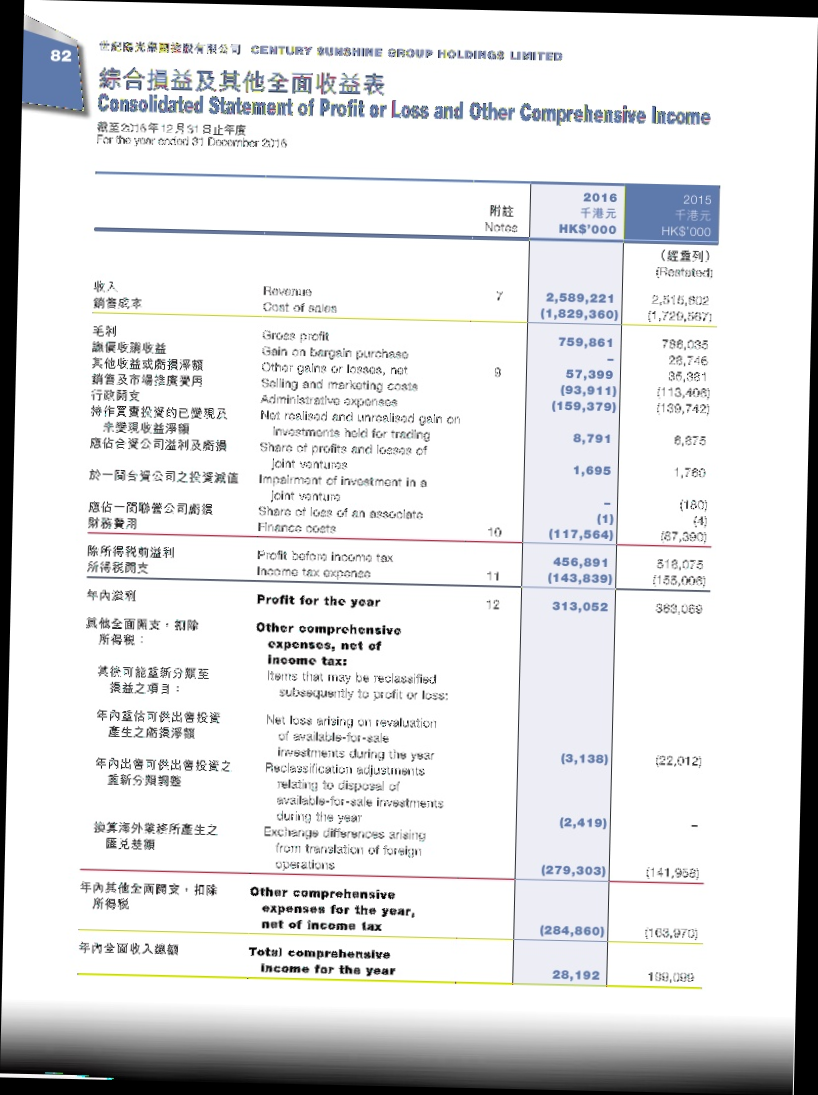 82
世紀陽光集團控股有限公司 CENTURY SUNSHINE GROUP HOLDINGS LIMITED
綜合損益及其他全面收益表
Consolidated Statement of Profit or Loss and Other Comprehensive Income
截至2016年12月31日止年度
For the year ended 31 December 2016
2016 2015
附註 千港元 千港元
Notes HK$'000 HK$'000
(經重列)
(Restated)
收入 Revenue 7 2,589,221 2,515,602
銷售成本 Cost of sales (1,829,360) (1,729,567)
毛利 Gross profit 759,861 786,035
議價收購收益 Gain on bargain purchase – 28,746
其他收益或虧損淨額 Other gains or losses, net 9 57,399 35,381
銷售及市場推廣費用 Selling and marketing costs (93,911) (113,406)
行政開支 Administrative expenses (159,379) (139,742)
持作買賣投資的已變現及 Net realised and unrealised gain on
未變現收益淨額 investments held for trading 8,791 6,875
應佔合資公司溢利及虧損 Share of profits and losses of
joint ventures 1,695 1,760
於一間合資公司之投資減值 Impairment of investment in a
joint venture – (180)
應佔一間聯營公司虧損 Share of loss of an associate (1) (4)
財務費用 Finance costs 10 (117,564) (87,390)
除所得稅前溢利 Profit before income tax 456,891 518,075
所得稅開支 Income tax expense 11 (143,839) (155,006)
年內溢利 Profit for the year 12 313,052 363,069
其他全面開支，扣除 Other comprehensive
所得稅： expenses, net of
income tax:
其後可能重新分類至 Items that may be reclassified
損益之項目： subsequently to profit or loss:
年內重估可供出售投資 Net loss arising on revaluation
產生之虧損淨額 of available-for-sale
investments during the year (3,138) (22,012)
年內出售可供出售投資之 Reclassification adjustments
重新分類調整 relating to disposal of
available-for-sale investments
during the year (2,419) –
換算海外業務所產生之 Exchange differences arising
匯兌差額 from translation of foreign
operations (279,303) (141,958)
年內其他全面開支，扣除 Other comprehensive
所得稅 expenses for the year,
net of income tax (284,860) (163,970)
年內全面收入總額 Total comprehensive
income for the year 28,192 199,099